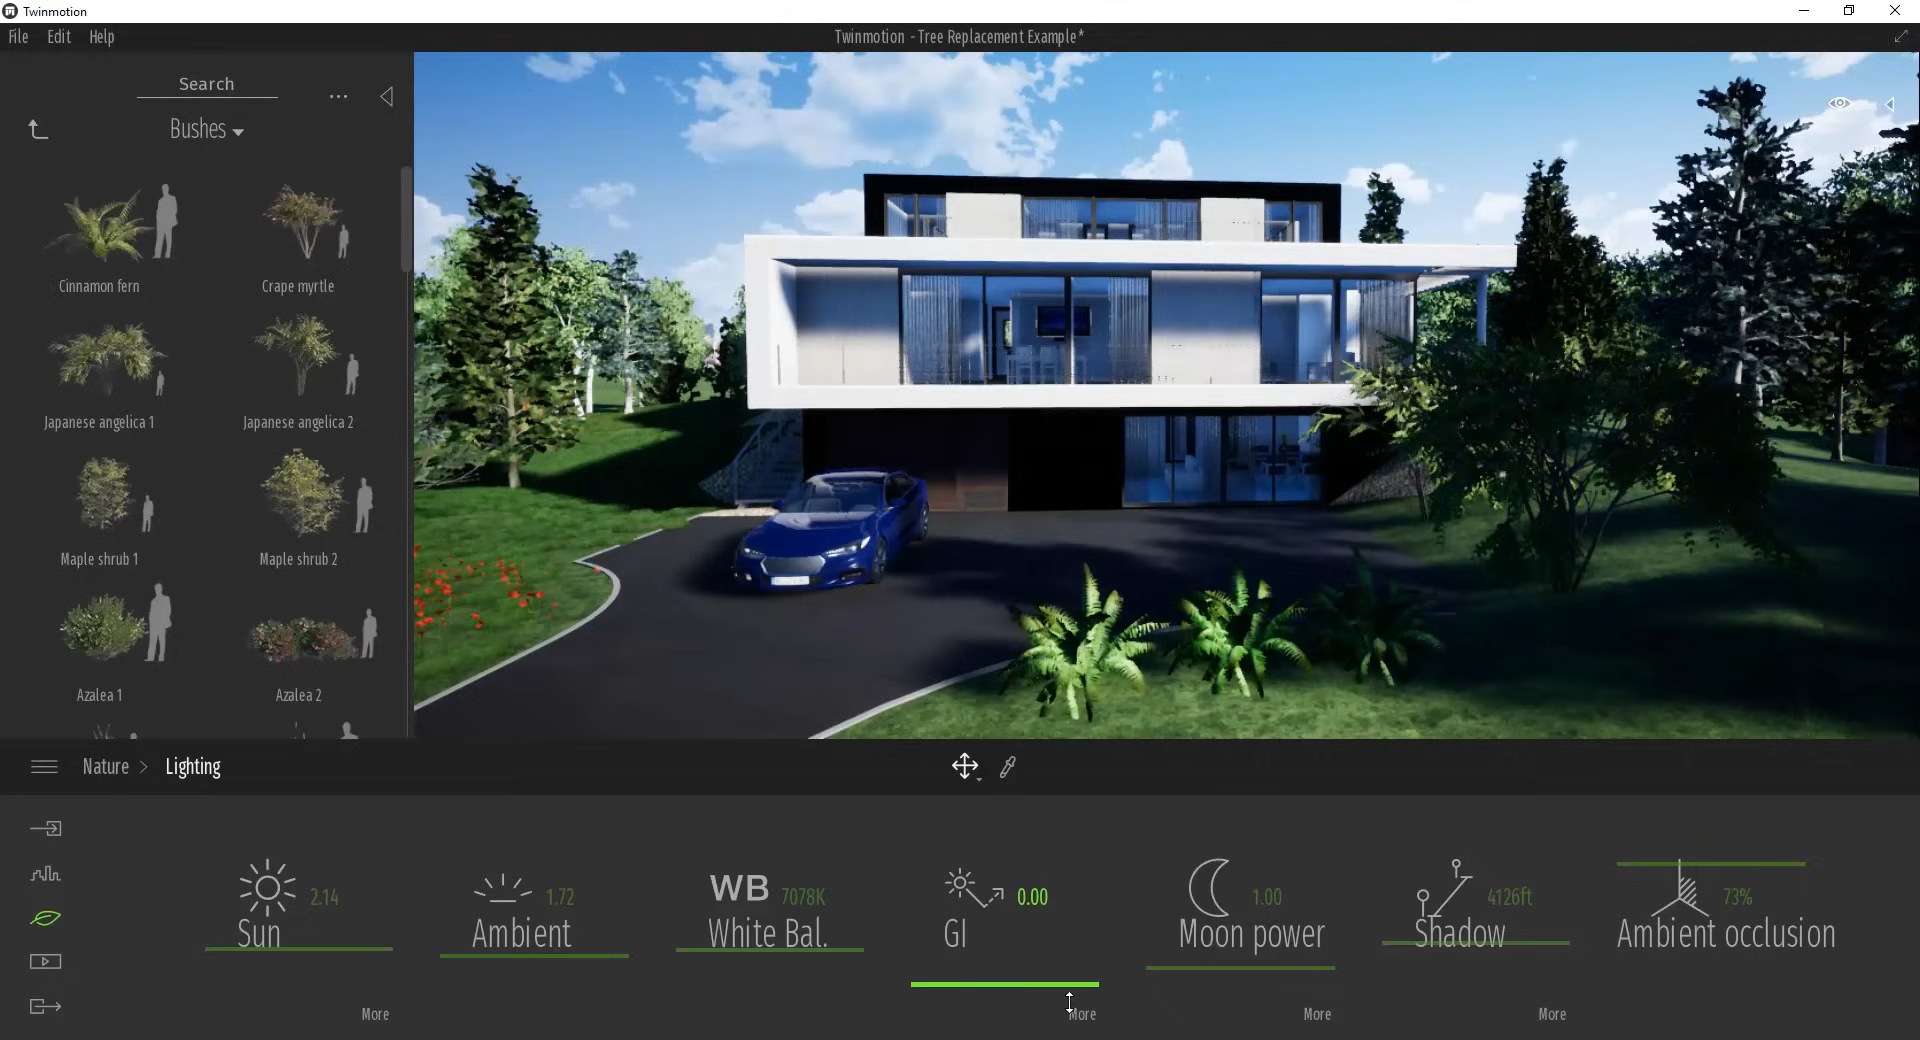 Twinmotion
File Edit Help
Twinmotion - Tree Replacement Example*
Search
Bushes
Cinnamon fern
Crape myrtle
Japanese angelica 1
Japanese angelica 2
Maple shrub 1
Maple shrub 2
Azalea 1
Azalea 2
Nature > Lighting
2.14
Sun
More
1.72
Ambient
WB 7078K
White Bal.
0.00
GI
More
1.00
Moon power
More
4126ft
Shadow
More
73%
Ambient occlusion